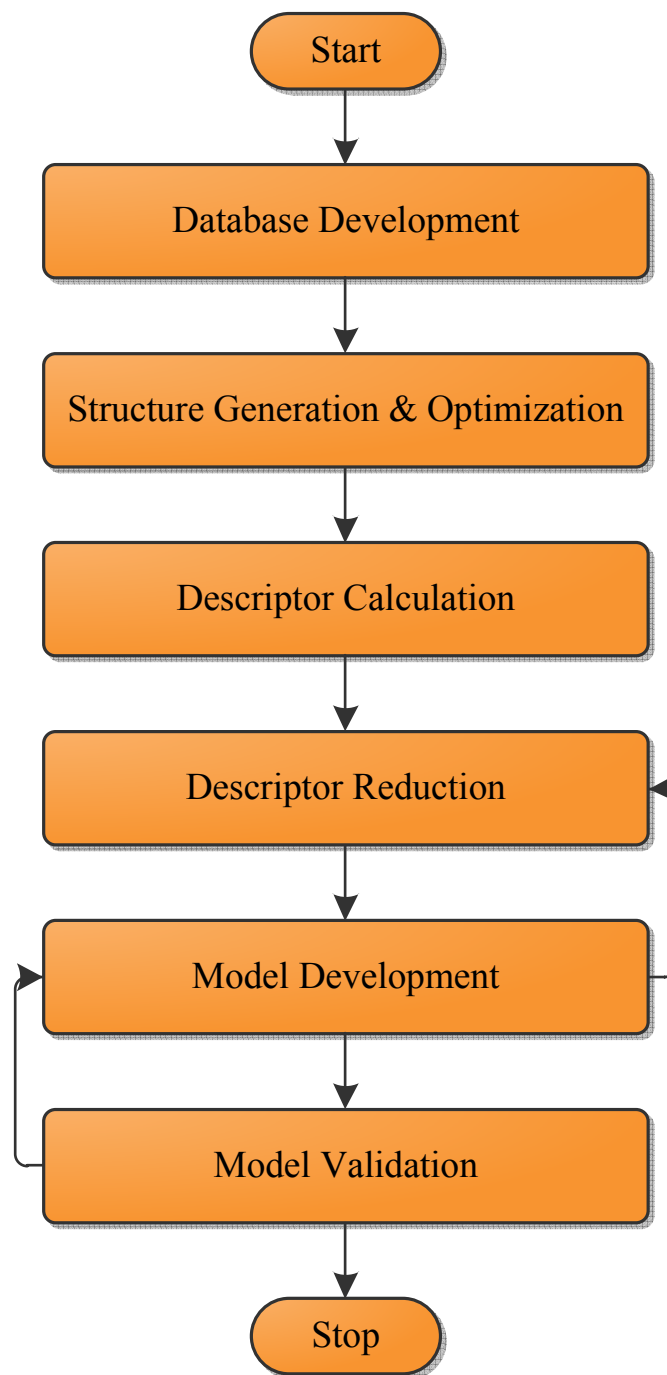 Start
Database Development
Structure Generation & Optimization
Descriptor Calculation
Descriptor Reduction
Model Development
Model Validation
Stop